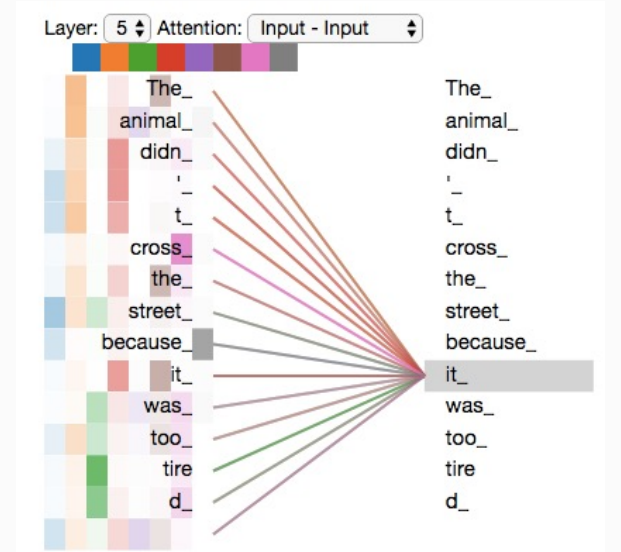 Layer: 5 Attention: Input - Input
The_ The_
animal_ animal_
didn_ didn_
'_ '_
t_ t_
cross_ cross_
the_ the_
street_ street_
because_ because_
it_ it_
was_ was_
too_ too_
tire tire
d_ d_